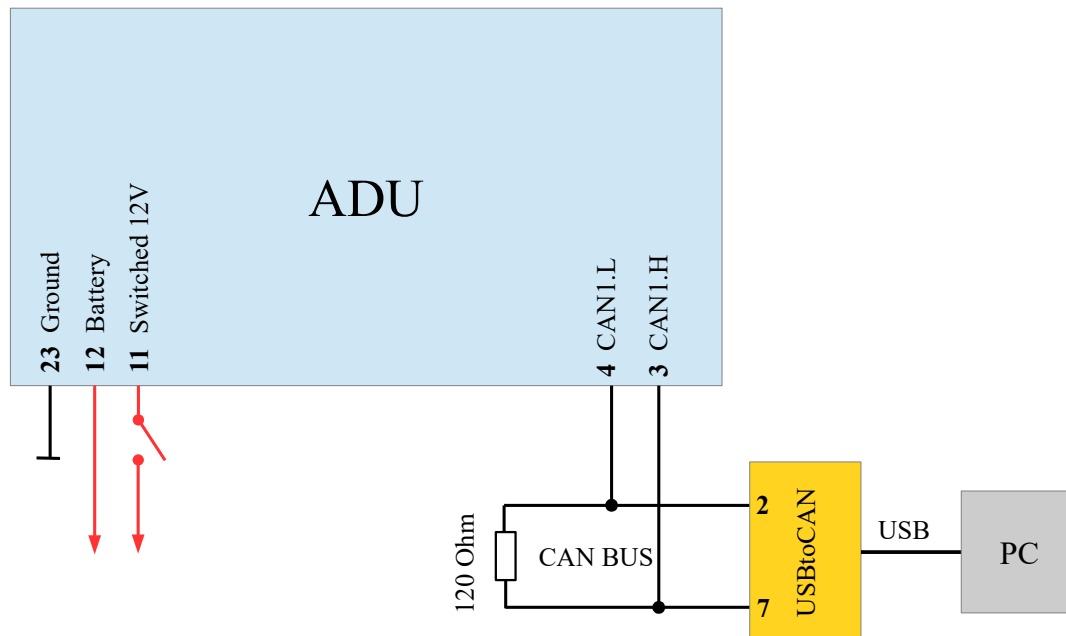 ADU
23 Ground
12 Battery
11 Switched 12V
4 CAN1.L
3 CAN1.H
120 Ohm
CAN BUS
2
7
USBtoCAN
USB
PC